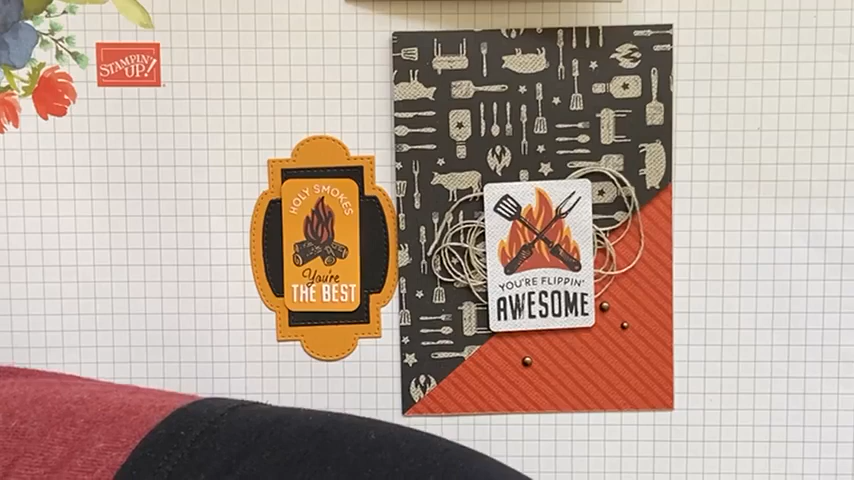 STAMPIN'
UP!
HOLY SMOKES
You're
THE BEST
YOU'RE FLIPPIN'
AWESOME